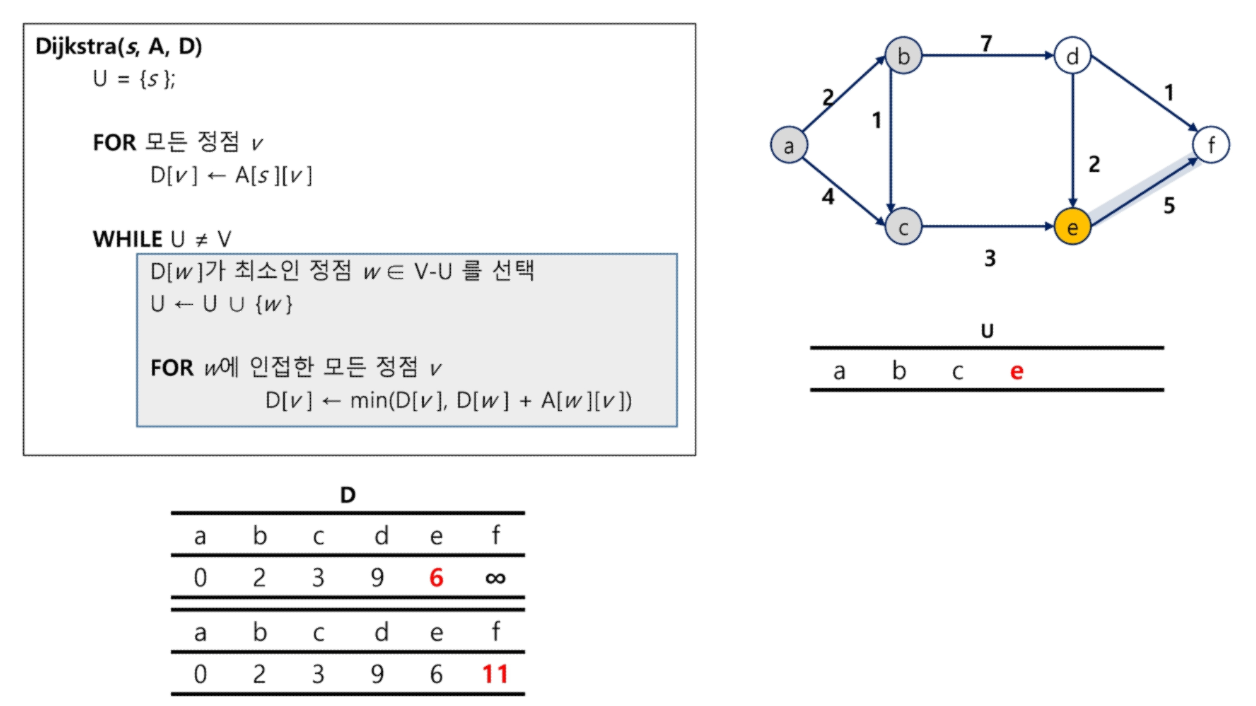 Dijkstra(s, A, D)
U = {s};
FOR 모든 정점 v
D[v] ← A[s][v]
WHILE U ≠ V
D[w]가 최소인 정점 w ∈ V-U 를 선택
U ← U ∪ {w}
FOR w에 인접한 모든 정점 v
D[v] ← min(D[v], D[w] + A[w][v])
b 7 d
2 1 1
a f
4 2 5
c e
3
U
a b c e
D
a b c d e f
0 2 3 9 6 ∞
a b c d e f
0 2 3 9 6 11